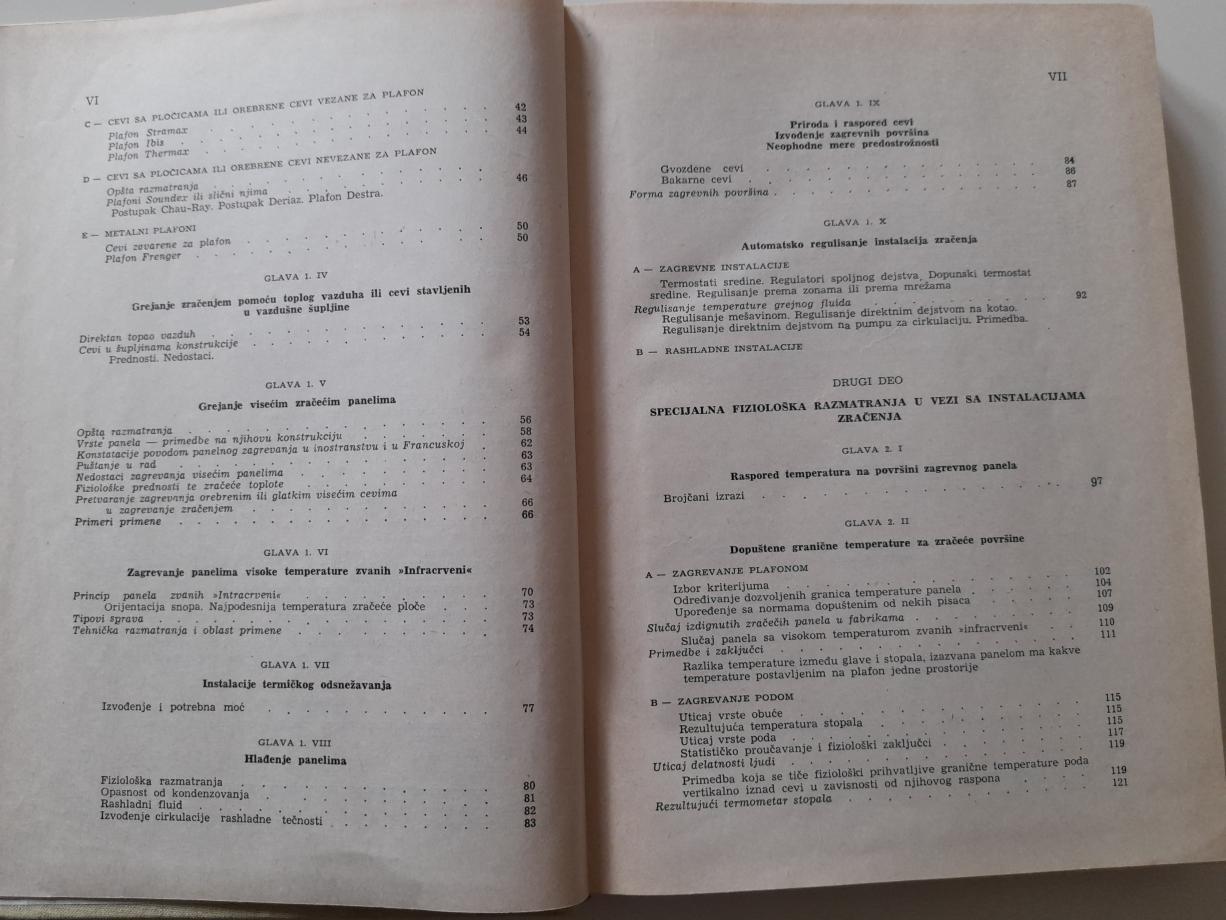 VI
C — CEVI SA PLOČICAMA ILI OREBRENE CEVI VEZANE ZA PLAFON
Plafon Stramax . . . 42
Plafon Ibis . . . 43
Plafon Thermax . . . 44
D — CEVI SA PLOČICAMA ILI OREBRENE CEVI NEVEZANE ZA PLAFON
Opšta razmatranja . . . 46
Plafoni Soundex ili slični njima
Postupak Chau-Ray. Postupak Deriaz. Plafon Destra.
E — METALNI PLAFONI
Cevi zavarene za plafon . . . 50
Plafon Frenger . . . 50
GLAVA 1. IV
Grejanje zračenjem pomoću toplog vazduha ili cevi stavljenih
u vazdušne šupljine
Direktan topao vazduh . . . 53
Cevi u šupljinama konstrukcije . . . 54
Prednosti. Nedostaci.
GLAVA 1. V
Grejanje visećim zračećim panelima
Opšta razmatranja . . . 56
Vrste panela — primedbe na njihovu konstrukciju . . . 58
Konstatacije povodom panelnog zagrevanja u inostranstvu i u Francuskoj . 62
Puštanje u rad . . . 63
Nedostaci zagrevanja visećim panelima . . . 63
Fiziološke prednosti te zračeće toplote . . . 64
Pretvaranje zagrevanja orebrenim ili glatkim visećim cevima
u zagrevanje zračenjem . . . 66
Primeri primene . . . 66
GLAVA 1. VI
Zagrevanje panelima visoke temperature zvanih »Infracrveni«
Princip panela zvanih »Intracrveni« . . . 70
Orijentacija snopa. Najpodesnija temperatura zračeće ploče . . . 73
Tipovi sprava . . . 73
Tehnička razmatranja i oblast primene . . . 74
GLAVA 1. VII
Instalacije termičkog odsnežavanja
Izvođenje i potrebna moć . . . 77
GLAVA 1. VIII
Hlađenje panelima
Fiziološka razmatranja . . . 80
Opasnost od kondenzovanja . . . 81
Rashladni fluid . . . 82
Izvođenje cirkulacije rashladne tečnosti . . . 83
VII
GLAVA 1. IX
Priroda i raspored cevi
Izvođenje zagrevnih površina
Neophodne mere predostrožnosti
Gvozdene cevi . . . 84
Bakarne cevi . . . 86
Forma zagrevnih površina . . . 87
GLAVA 1. X
Automatsko regulisanje instalacija zračenja
A — ZAGREVNE INSTALACIJE
Termostati sredine. Regulatori spoljnog dejstva, Dopunski termostat
sredine. Regulisanje prema zonama ili prema mrežama
Regulisanje temperature grejnog fluida . . . 92
Regulisanje mešavinom. Regulisanje direktnim dejstvom na kotao.
Regulisanje direktnim dejstvom na pumpu za cirkulaciju. Primedba.
B — RASHLADNE INSTALACIJE
DRUGI DEO
SPECIJALNA FIZIOLOŠKA RAZMATRANJA U VEZI SA INSTALACIJAMA
ZRAČENJA
GLAVA 2. I
Raspored temperatura na površini zagrevnog panela
Brojčani izrazi . . . 97
GLAVA 2. II
Dopuštene granične temperature za zračeće površine
A — ZAGREVANJE PLAFONOM
Izbor kriterijuma . . . 102
Određivanje dozvoljenih granica temperature panela . . . 104
Upoređenje sa normama dopuštenim od nekih pisaca . . . 107
Slučaj izdignutih zračećih panela u fabrikama . . . 109
Slučaj panela sa visokom temperaturom zvanih »infracrveni« . . 110
Primedbe i zaključci . . . 111
Razlika temperature između glave i stopala, izazvana panelom ma kakve
temperature postavljenim na plafon jedne prostorije
B — ZAGREVANJE PODOM
Uticaj vrste obuće . . . 115
Rezultujuća temperatura stopala . . . 115
Uticaj vrste poda . . . 115
Statističko proučavanje i fiziološki zaključci . . . 117
Uticaj delatnosti ljudi . . . 119
Primedba koja se tiče fiziološki prihvatljive granične temperature poda
vertikalno iznad cevi u zavisnosti od njihovog raspona . . . 119
Rezultujući termometar stopala . . . 121